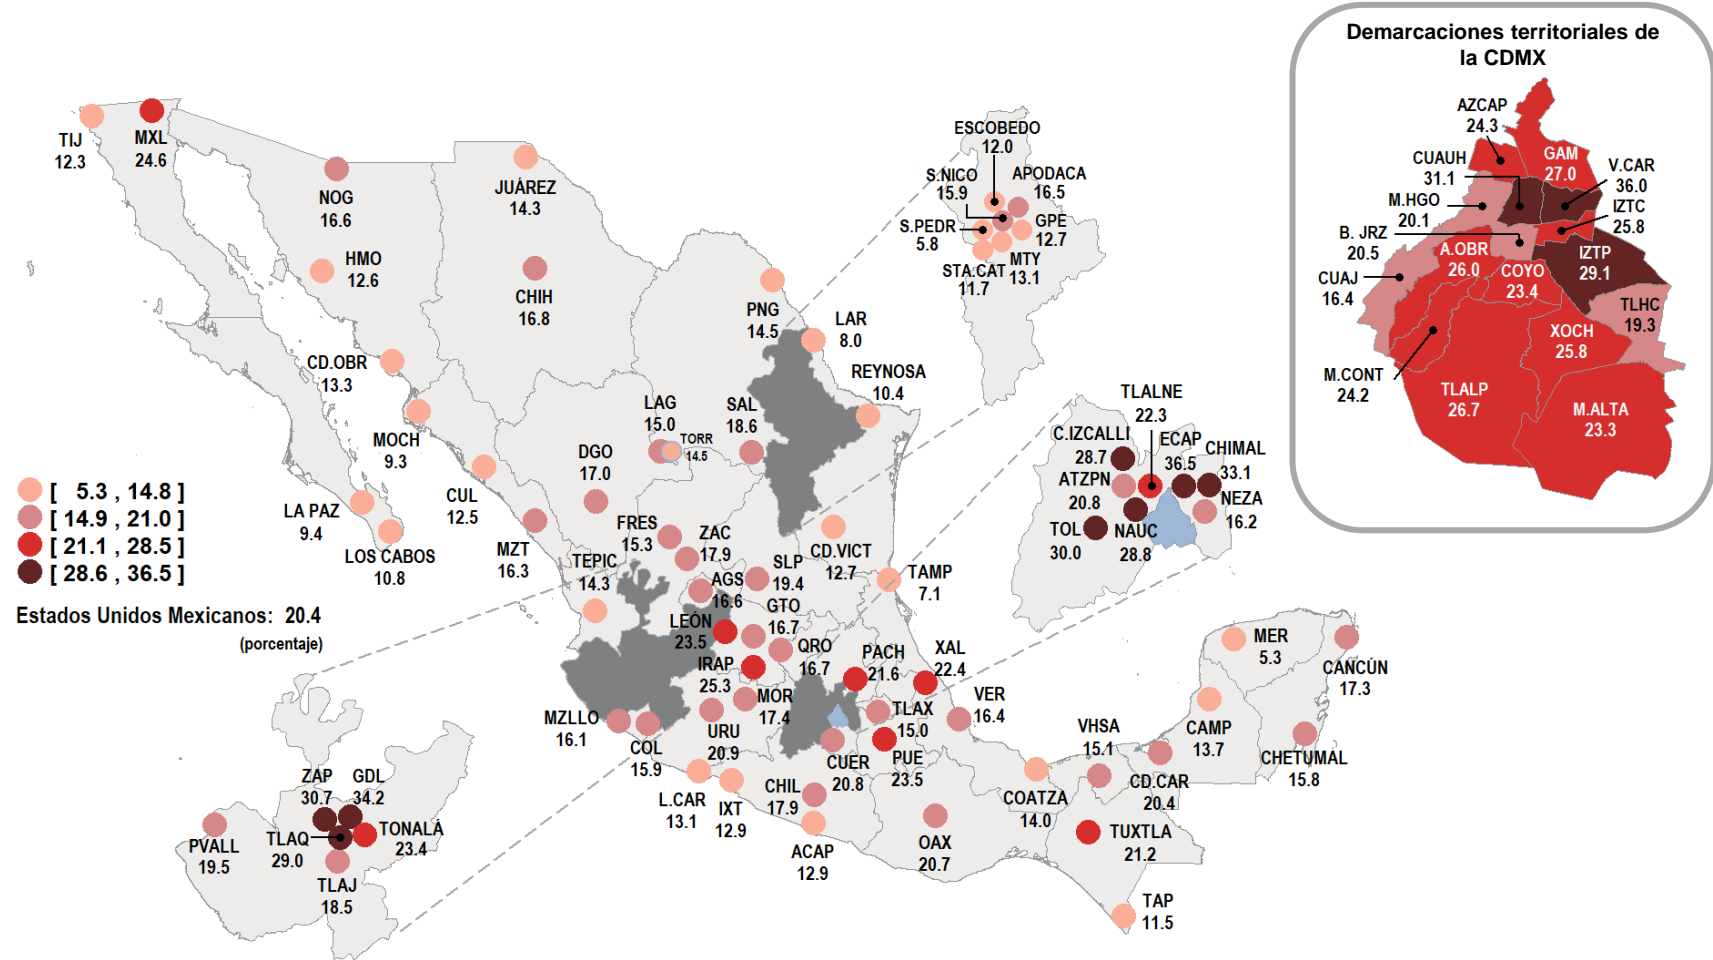 Demarcaciones territoriales de
la CDMX
AZCAP
24.3
CUAUH
31.1
GAM
27.0
V.CAR
36.0
M.HGO
20.1
IZTC
25.8
B. JRZ
20.5
A.OBR
26.0
COYO
23.4
IZTP
29.1
CUAJ
16.4
TLHC
19.3
XOCH
25.8
M.CONT
24.2
TLALP
26.7
M.ALTA
23.3
TIJ
12.3
MXL
24.6
NOG
16.6
JUÁREZ
14.3
HMO
12.6
CHIH
16.8
CD.OBR
13.3
MOCH
9.3
CUL
12.5
LA PAZ
9.4
LOS CABOS
10.8
MZT
16.3
PNG
14.5
LAR
8.0
REYNOSA
10.4
LAG
15.0
TORR
14.5
SAL
18.6
DGO
17.0
FRES
15.3
ZAC
17.9
TEPIC
14.3
AGS
16.6
SLP
19.4
CD.VICT
12.7
TAMP
7.1
LEÓN
23.5
GTO
16.7
IRAP
25.3
QRO
16.7
PACH
21.6
XAL
22.4
MZLLO
16.1
COL
15.9
URU
20.9
MOR
17.4
TLAX
15.0
VER
16.4
CUER
20.8
PUE
23.5
L.CAR
13.1
IXT
12.9
CHIL
17.9
ACAP
12.9
OAX
20.7
COATZA
14.0
VHSA
15.1
CD.CAR
20.4
TUXTLA
21.2
TAP
11.5
CAMP
13.7
MER
5.3
CANCÚN
17.3
CHETUMAL
15.8
ESCOBEDO
12.0
S.NICO
15.9
APODACA
16.5
S.PEDR
5.8
GPE
12.7
STA.CAT
11.7
MTY
13.1
TLALNE
22.3
C.IZCALLI
28.7
ECAP
36.5
CHIMAL
33.1
ATZPN
20.8
NEZA
16.2
TOL
30.0
NAUC
28.8
ZAP
30.7
GDL
34.2
PVALL
19.5
TLAQ
29.0
TONALÁ
23.4
TLAJ
18.5
[ 5.3 , 14.8 ]
[ 14.9 , 21.0 ]
[ 21.1 , 28.5 ]
[ 28.6 , 36.5 ]
Estados Unidos Mexicanos: 20.4
(porcentaje)